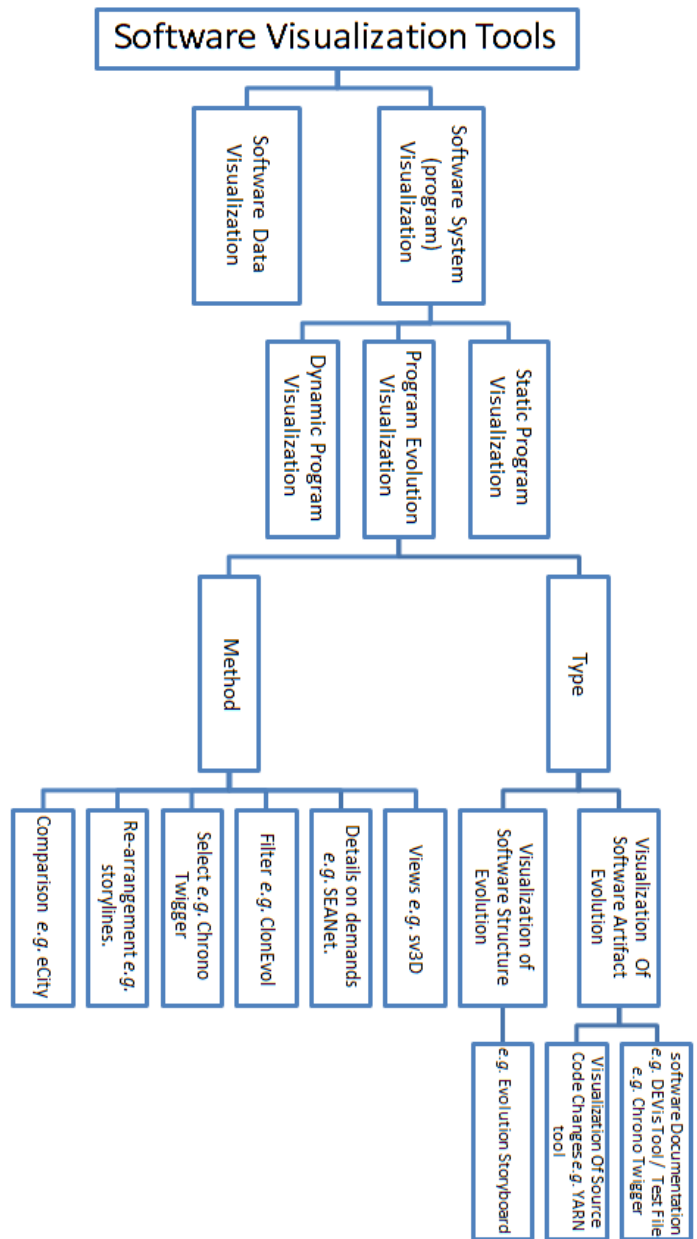 Software Visualization Tools
Software System
(program)
Visualization
Software Data
Visualization
Static Program
Visualization
Program Evolution
Visualization
Dynamic Program
Visualization
Type
Method
Visualization Of
Software Artifact
Evolution
Visualization of
Software Structure
Evolution
Views e.g. sv3D
Details on demands
e.g. SEANet.
Filter e.g. ClonEvol
Select e.g. Chrono
Twigger
Re-arrangement e.g.
storylines.
Comparison e.g. eCity
software Documentation
e.g. DEVis Tool / Test File
e.g. Chrono Twigger
Visualization Of Source
Code Changes e.g. YARN
tool
e.g. Evolution Storyboard